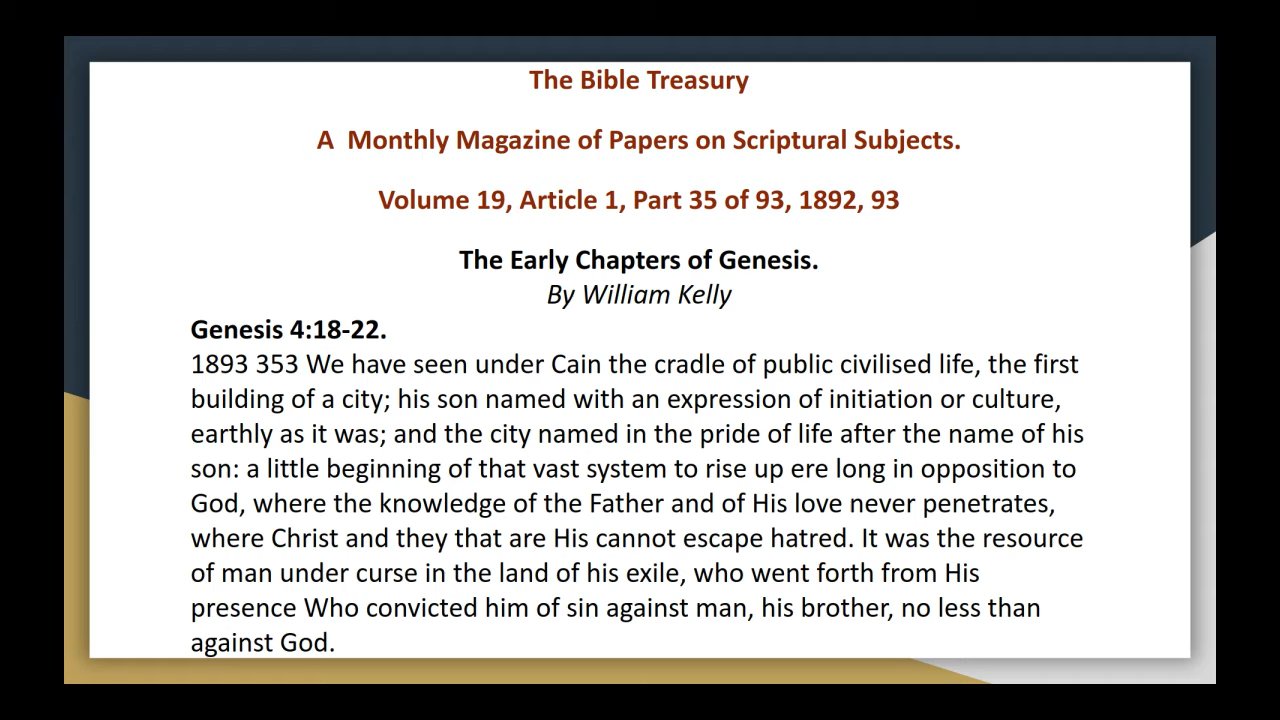 The Bible Treasury
A  Monthly Magazine of Papers on Scriptural Subjects.
Volume 19, Article 1, Part 35 of 93, 1892, 93
The Early Chapters of Genesis.
By William Kelly
Genesis 4:18-22.
1893 353 We have seen under Cain the cradle of public civilised life, the first
building of a city; his son named with an expression of initiation or culture,
earthly as it was; and the city named in the pride of life after the name of his
son: a little beginning of that vast system to rise up ere long in opposition to
God, where the knowledge of the Father and of His love never penetrates,
where Christ and they that are His cannot escape hatred. It was the resource
of man under curse in the land of his exile, who went forth from His
presence Who convicted him of sin against man, his brother, no less than
against God.